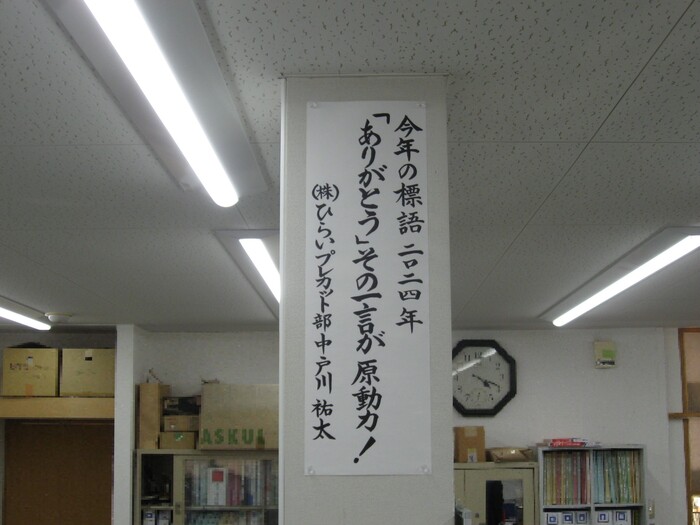 今年の標語 二〇二四年
「ありがとう」その一言が原動力!
(株)ひらいプレカット部 中戸川 祐太
ASKUL